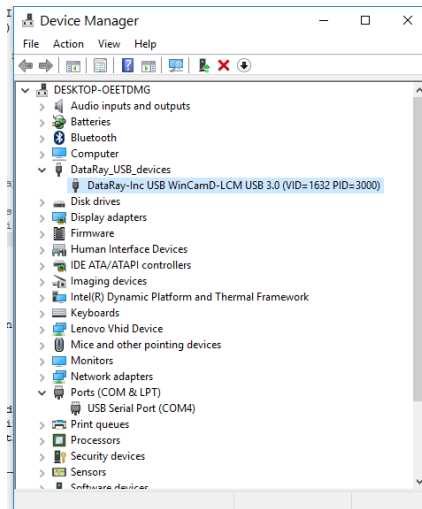 Device Manager
File Action View Help
DESKTOP-OEETDMG
Audio inputs and outputs
Batteries
Bluetooth
Computer
DataRay_USB_devices
DataRay-Inc USB WinCamD-LCM USB 3.0 (VID=1632 PID=3000)
Disk drives
Display adapters
Firmware
Human Interface Devices
IDE ATA/ATAPI controllers
Imaging devices
Intel(R) Dynamic Platform and Thermal Framework
Keyboards
Lenovo Vhid Device
Mice and other pointing devices
Monitors
Network adapters
Ports (COM & LPT)
USB Serial Port (COM4)
Print queues
Processors
Security devices
Sensors
Software devices